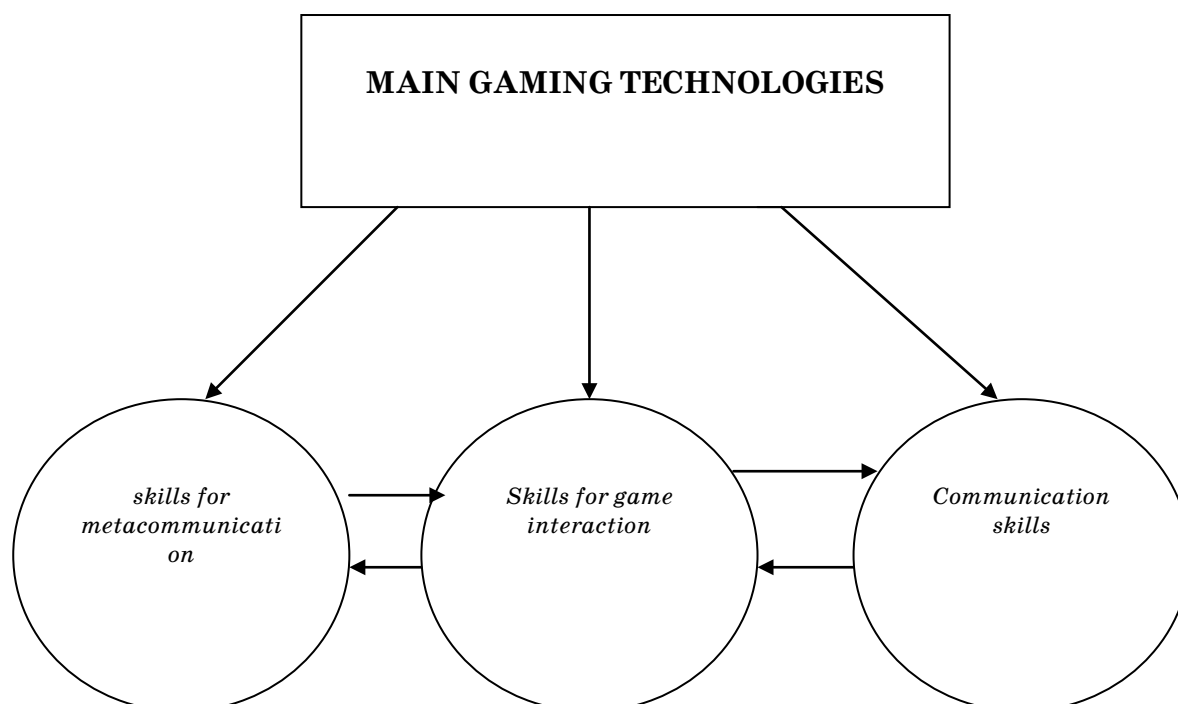 MAIN GAMING TECHNOLOGIES
skills for
metacommunicati
on
Skills for game
interaction
Communication
skills